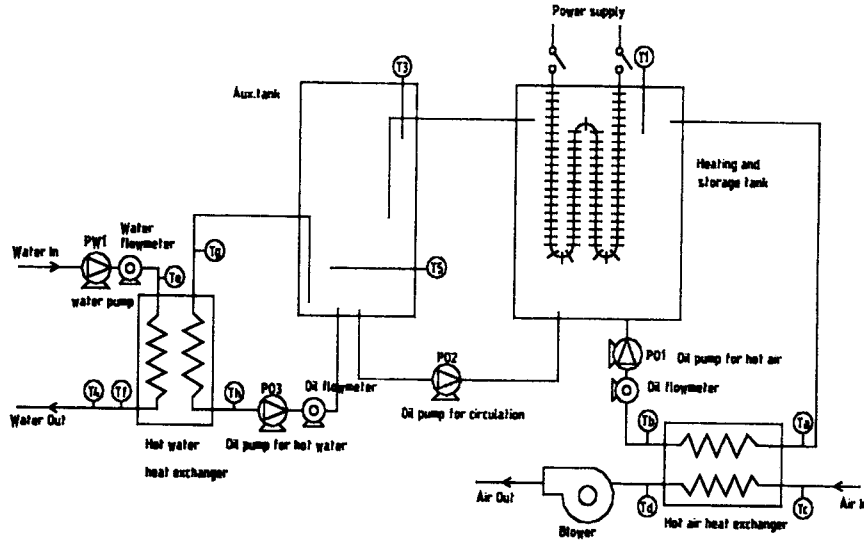 Power supply
T1
T3
Aux.tank
Heating and
storage tank
Water
flowmeter
PW1
Water In
Te
Tg
T5
water pump
PO2
PO1
Oil pump for hot air
Oil flowmeter
T4
Tf
Th
PO3
Oil flowmeter
Water Out
Oil pump for circulation
Hot water
heat exchanger
Oil pump for hot water
Tb
Ta
Air Out
Td
Tc
Air I
Blower
Hot air heat exchanger